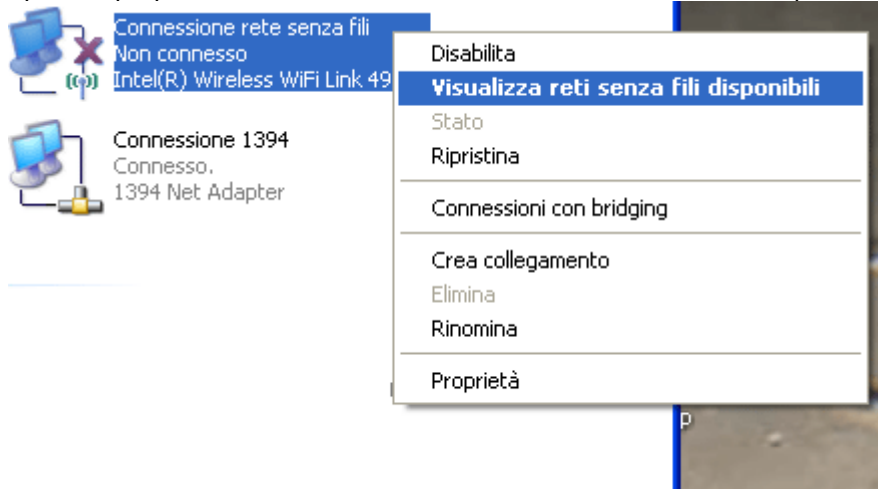 Connessione rete senza fili
Non connesso
Intel(R) Wireless WiFi Link 49
Connessione 1394
Connesso.
1394 Net Adapter
Disabilita
Visualizza reti senza fili disponibili
Stato
Ripristina
Connessioni con bridging
Crea collegamento
Elimina
Rinomina
Proprietà
p